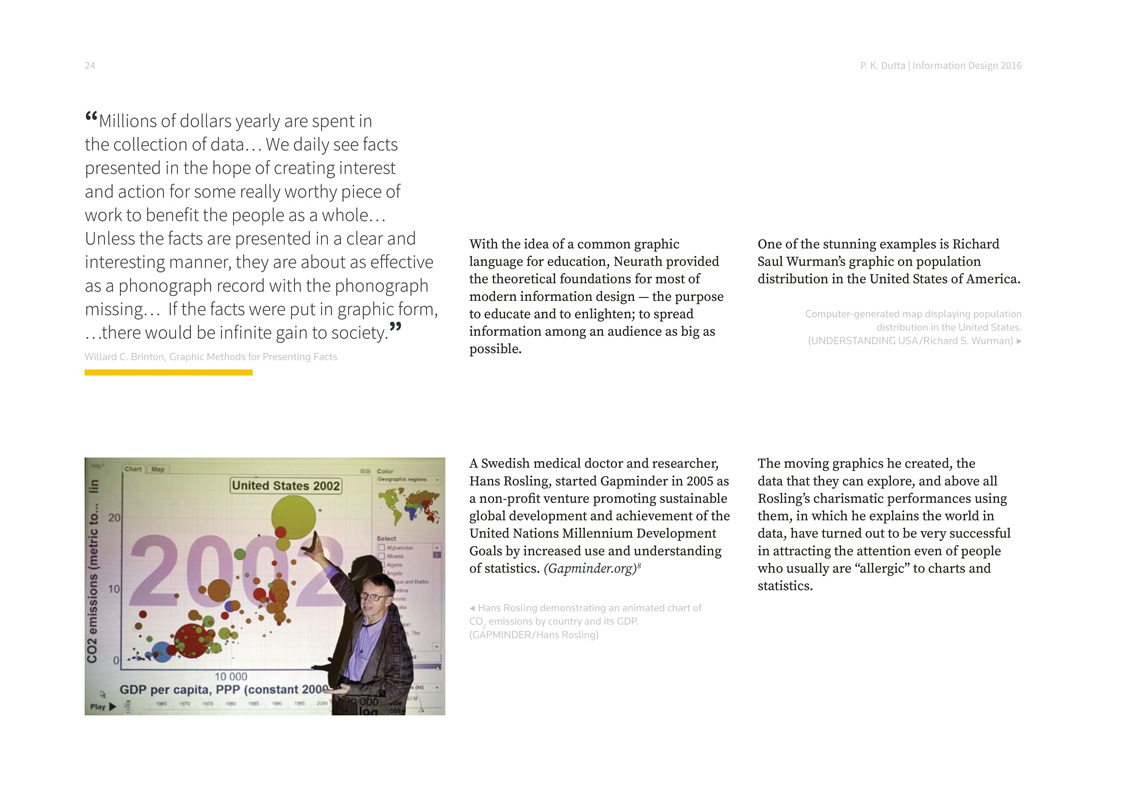 24
P. K. Dutta | Information Design 2016
“Millions of dollars yearly are spent in
the collection of data… We daily see facts
presented in the hope of creating interest
and action for some really worthy piece of
work to benefit the people as a whole…
Unless the facts are presented in a clear and
interesting manner, they are about as effective
as a phonograph record with the phonograph
missing… If the facts were put in graphic form,
…there would be infinite gain to society.”
Willard C. Brinton, Graphic Methods for Presenting Facts
With the idea of a common graphic
language for education, Neurath provided
the theoretical foundations for most of
modern information design — the purpose
to educate and to enlighten; to spread
information among an audience as big as
possible.
One of the stunning examples is Richard
Saul Wurman’s graphic on population
distribution in the United States of America.
Computer-generated map displaying population
distribution in the United States.
(UNDERSTANDING USA/Richard S. Wurman) ▸
Chart Map
Color
Geographic regions
United States 2002
lin
CO2 emissions (metric to...
20
10
0
2002
Select
Afghanistan
Albania
Algeria
Angola
10 000
GDP per capita, PPP (constant 2000
Play
1965 1970 1975 1980 1985 1990 1995 2000
log
A Swedish medical doctor and researcher,
Hans Rosling, started Gapminder in 2005 as
a non-profit venture promoting sustainable
global development and achievement of the
United Nations Millennium Development
Goals by increased use and understanding
of statistics. (Gapminder.org)⁸
◂ Hans Rosling demonstrating an animated chart of
CO₂ emissions by country and its GDP.
(GAPMINDER/Hans Rosling)
The moving graphics he created, the
data that they can explore, and above all
Rosling’s charismatic performances using
them, in which he explains the world in
data, have turned out to be very successful
in attracting the attention even of people
who usually are “allergic” to charts and
statistics.